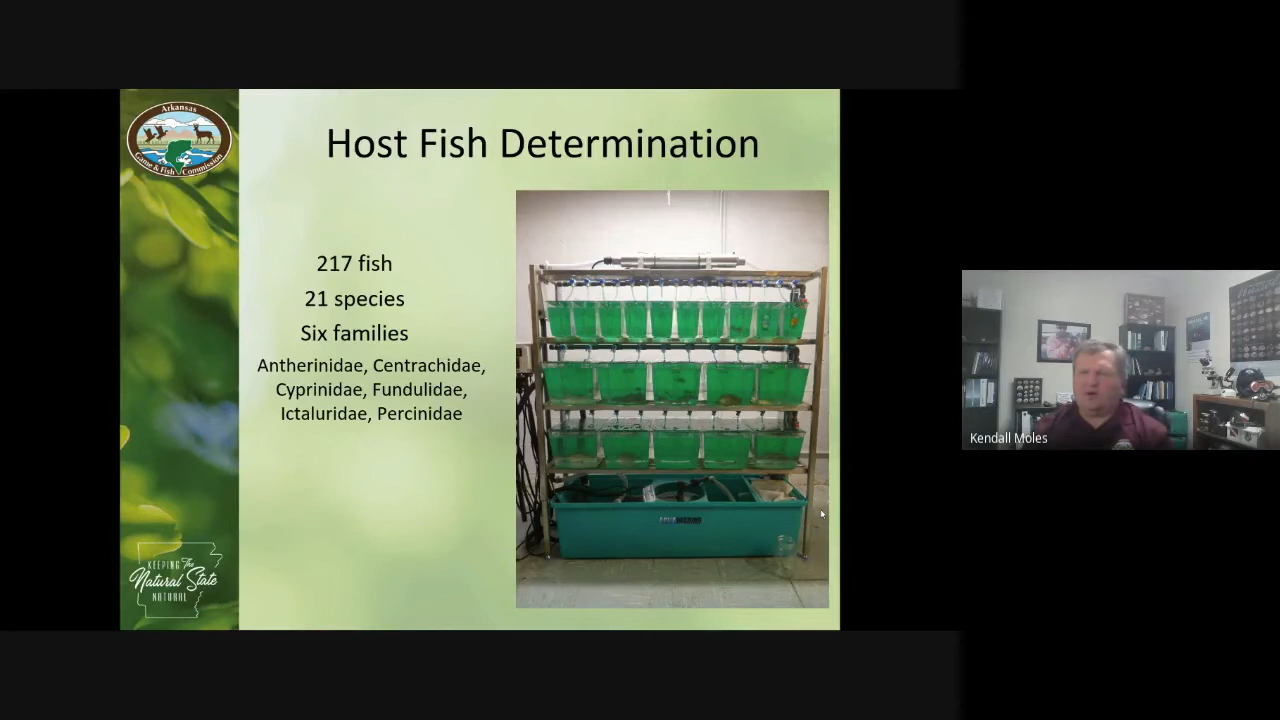 Arkansas
Game & Fish Commission
Host Fish Determination
217 fish
21 species
Six families
Antherinidae, Centrachidae,
Cyprinidae, Fundulidae,
Ictaluridae, Percinidae
KEEPING The
Natural State
NATURAL
Kendall Moles